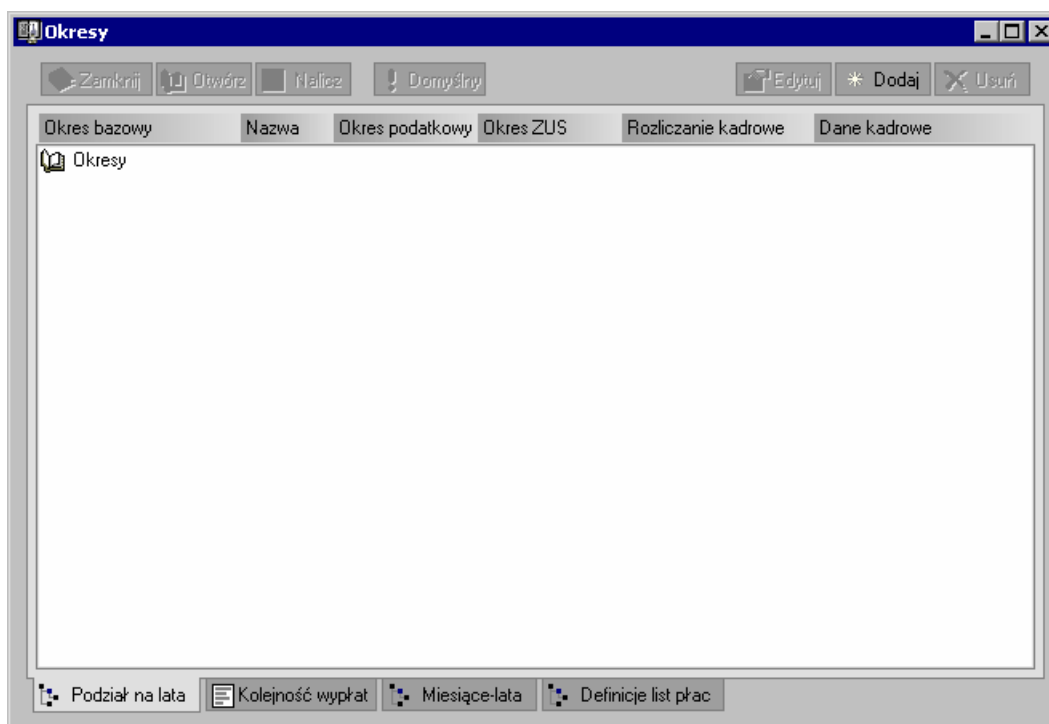 Okresy
Zamknij Otwórz Nalicz Domyślny Edytuj Dodaj Usuń
Okres bazowy Nazwa Okres podatkowy Okres ZUS Rozliczanie kadrowe Dane kadrowe
Okresy
Podział na lata Kolejność wypłat Miesiące-lata Definicje list płac